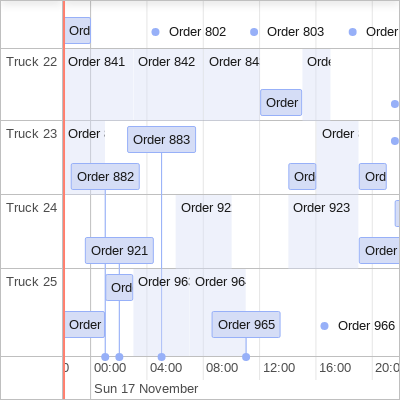 Ord Order 802 Order 803 Order
Truck 22 Order 841 Order 842 Order 84 Orde
Order
Truck 23 Order Order
Order 883
Order 882 Ord Ord
Truck 24 Order 92 Order 923
Order 921 Order
Truck 25 Order 96 Order 96
Ord
Order Order 965 Order 966
00:00 04:00 08:00 12:00 16:00 20:0
Sun 17 November